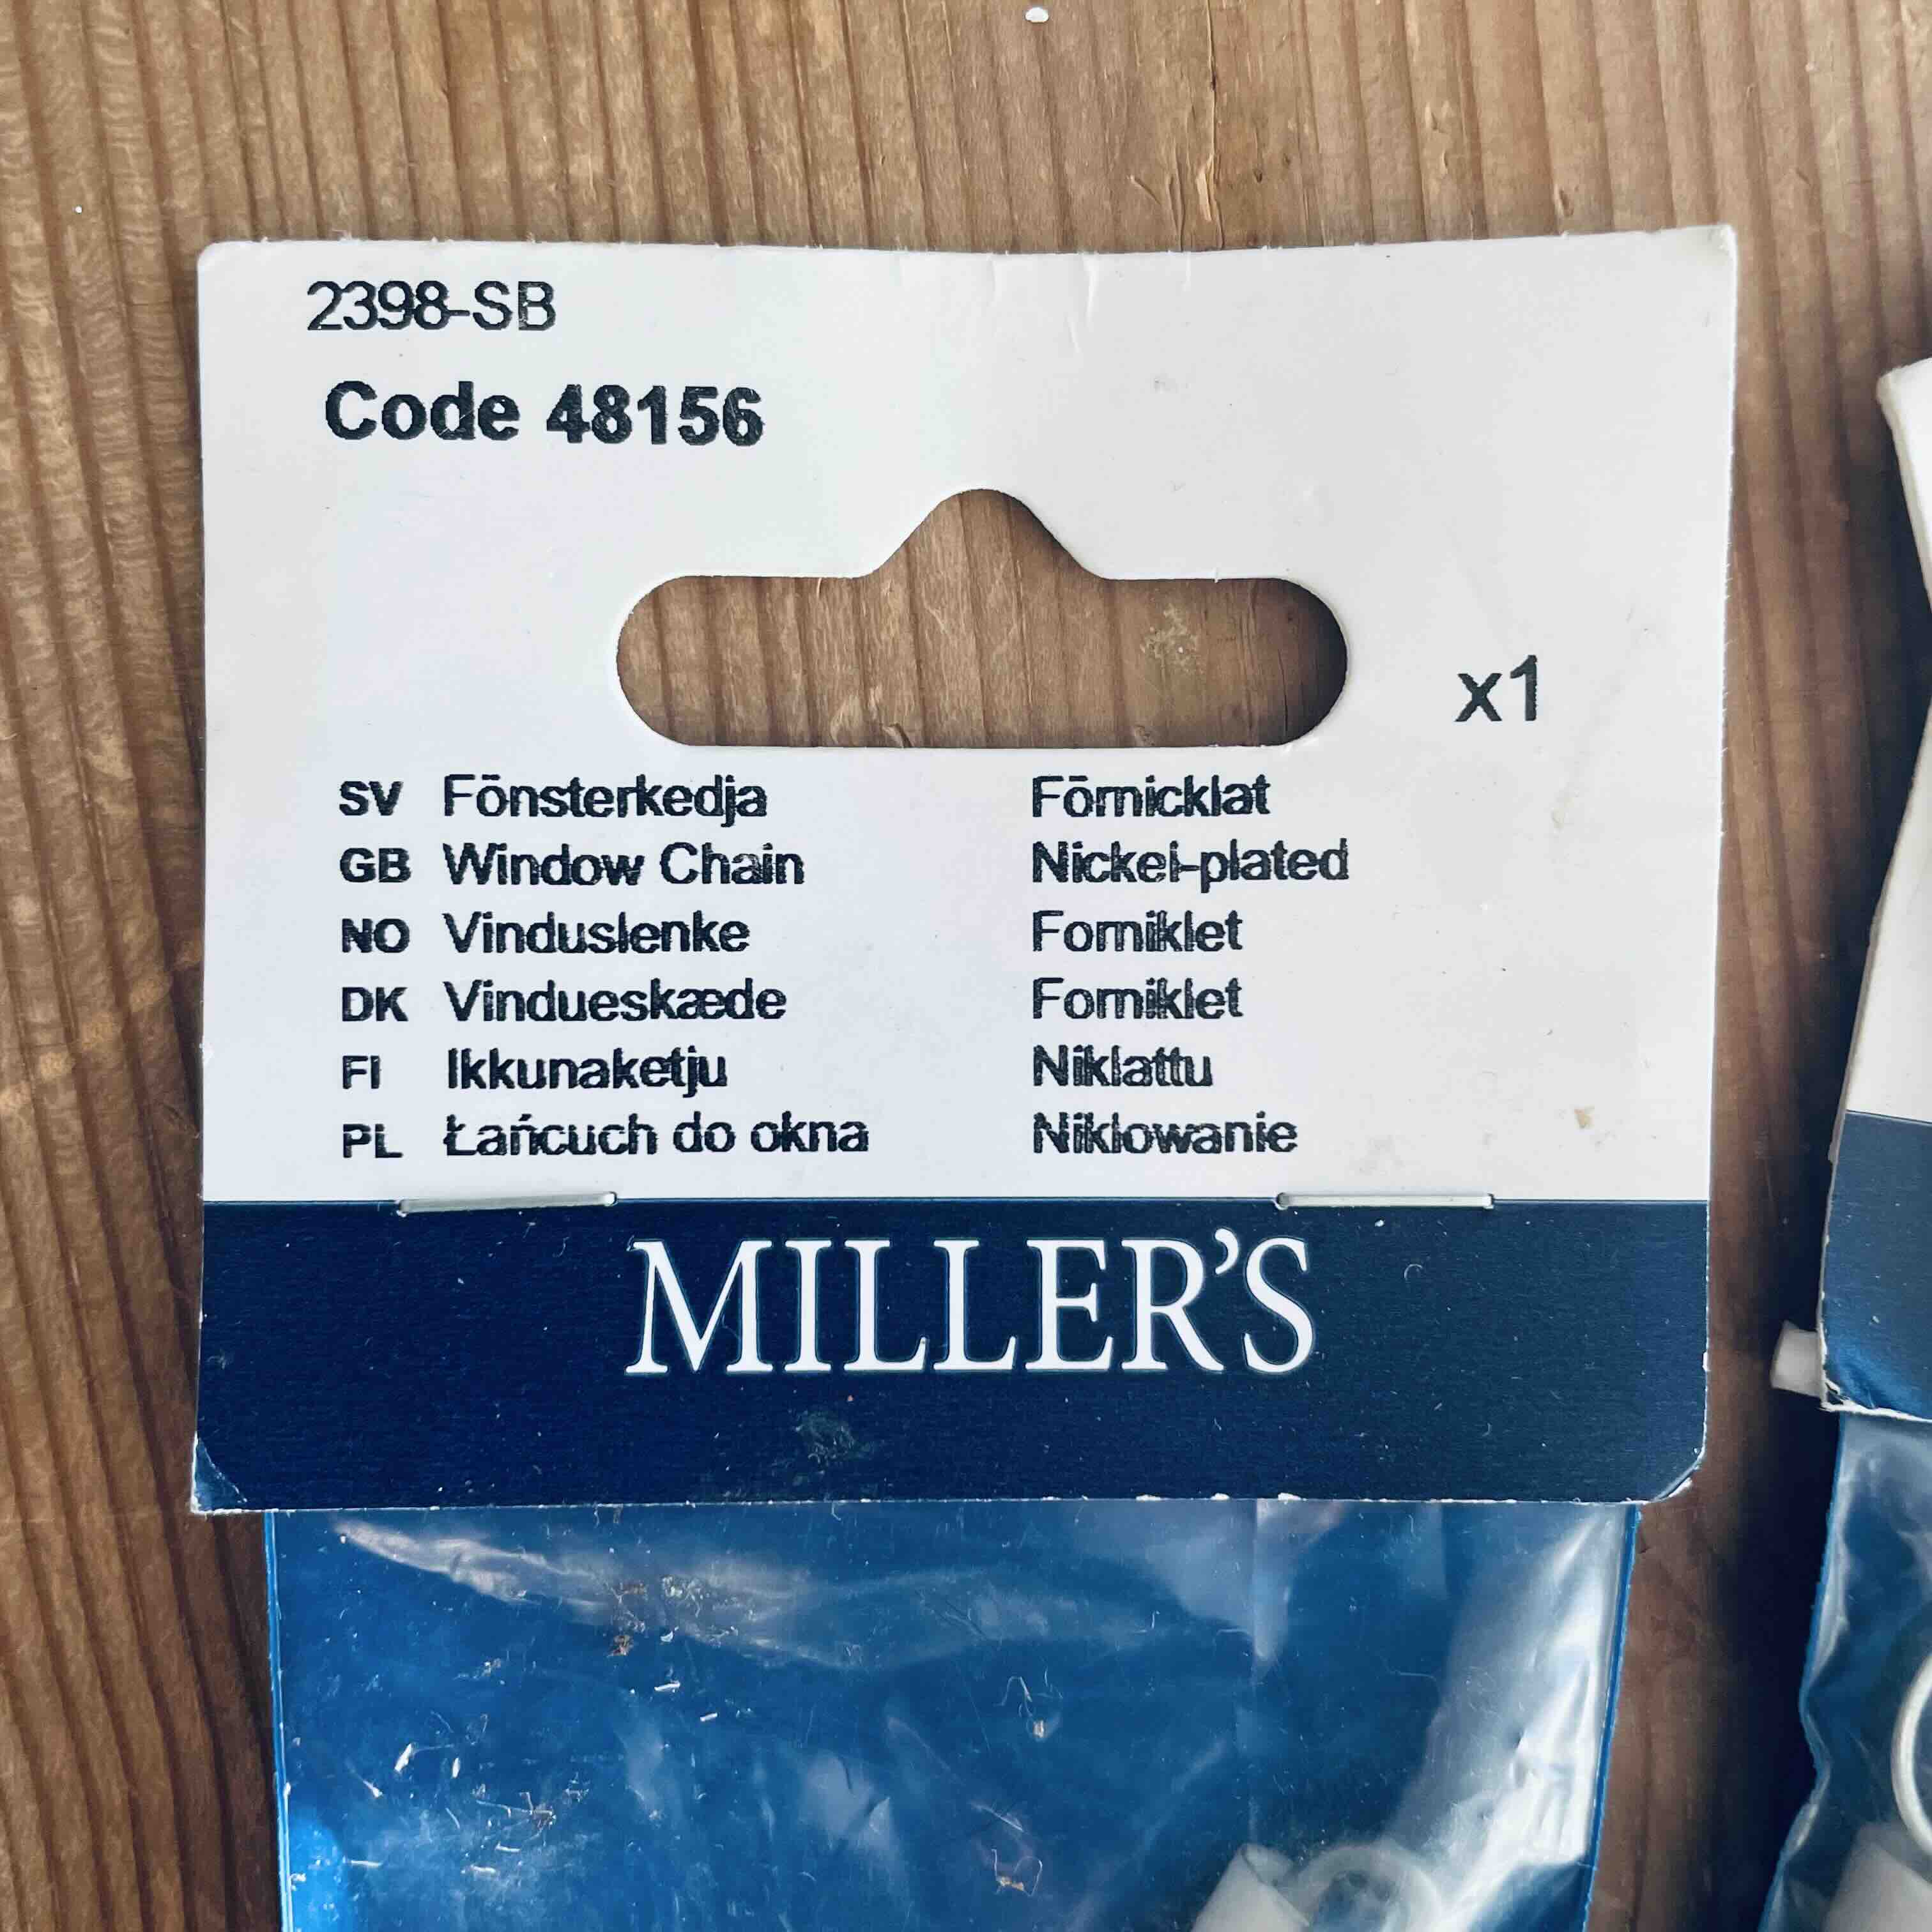 2398-SB
Code 48156
x1
SV Fönsterkedja Förnicklat
GB Window Chain Nickel-plated
NO Vinduslenke Forniklet
DK Vindueskæde Forniklet
FI Ikkunaketju Niklattu
PL Łańcuch do okna Niklowanie
MILLER'S